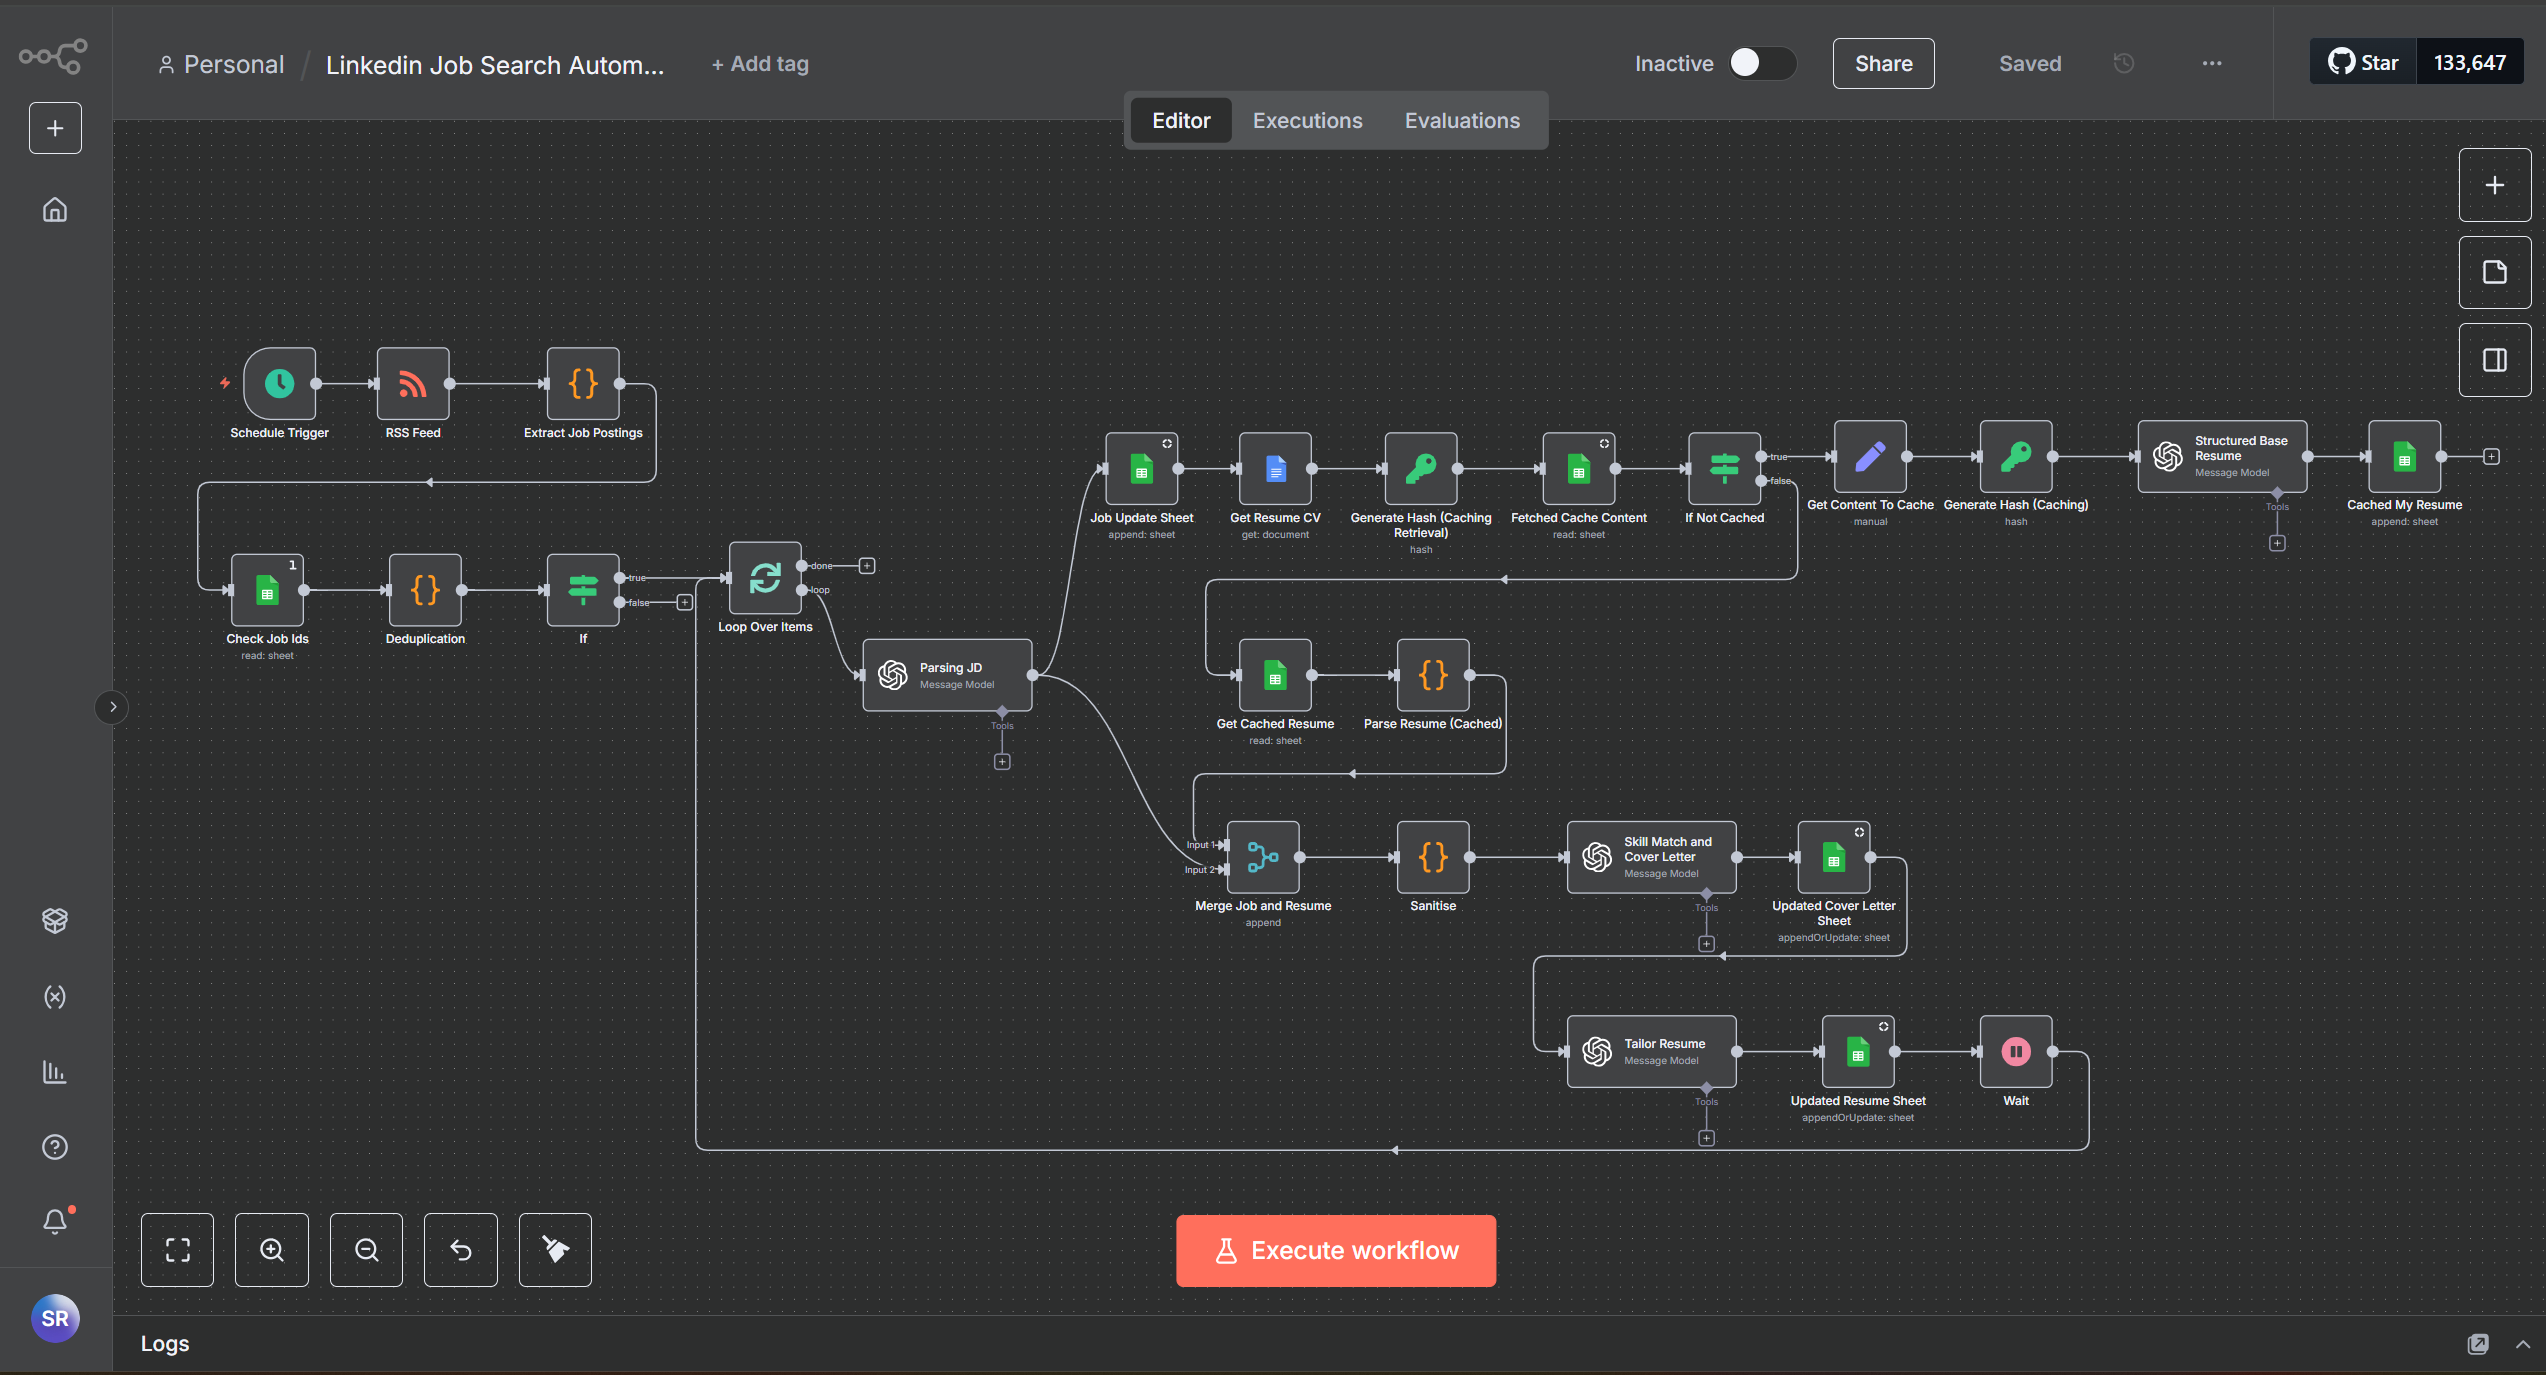 Personal / Linkedin Job Search Autom... + Add tag
Inactive
Share
Saved
Star 133,647
Editor Executions Evaluations
Schedule Trigger
RSS Feed
Extract Job Postings
1
Check Job Ids
read: sheet
Deduplication
If
true
false
Loop Over Items
done
loop
Parsing JD
Message Model
Tools
Job Update Sheet
append: sheet
Get Resume CV
get: document
Generate Hash (Caching
Retrieval)
hash
Fetched Cache Content
read: sheet
If Not Cached
true
false
Get Content To Cache
manual
Generate Hash (Caching)
hash
Structured Base
Resume
Message Model
Tools
Cached My Resume
append: sheet
Get Cached Resume
read: sheet
Parse Resume (Cached)
Input 1
Input 2
Merge Job and Resume
append
Sanitise
Skill Match and
Cover Letter
Message Model
Tools
Updated Cover Letter
Sheet
appendOrUpdate: sheet
Tailor Resume
Message Model
Tools
Updated Resume Sheet
appendOrUpdate: sheet
Wait
Execute workflow
SR
Logs